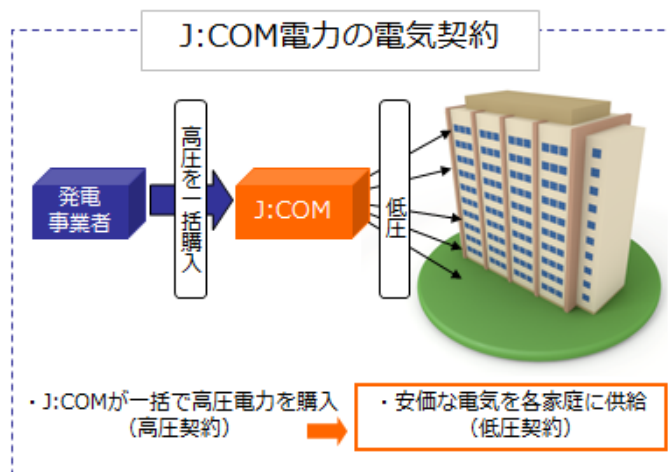 J:COM電力の電気契約
発電
事業者
高圧を一括購入
J:COM
低圧
・J:COMが一括で高圧電力を購入
（高圧契約）
・安価な電気を各家庭に供給
（低圧契約）